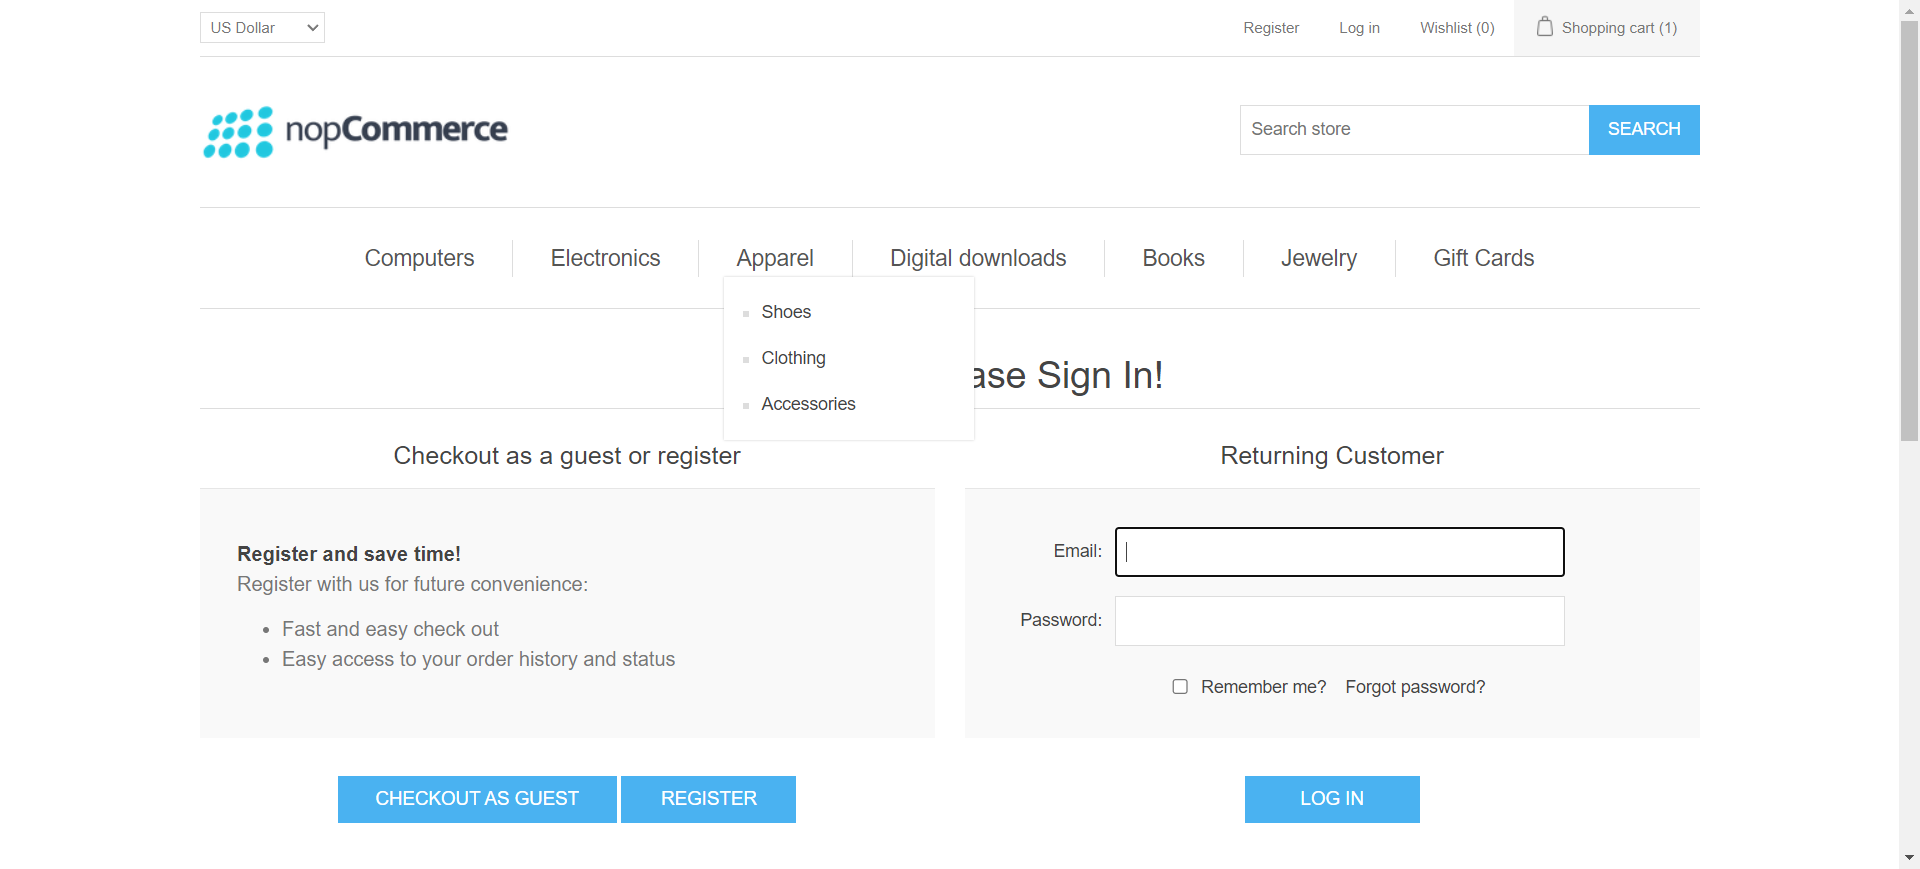 US Dollar
Register
Log in
Wishlist (0)
Shopping cart (1)
nopCommerce
Search store
SEARCH
Computers
Electronics
Apparel
Digital downloads
Books
Jewelry
Gift Cards
Shoes
Clothing
Accessories
ase Sign In!
Checkout as a guest or register
Returning Customer
Register and save time!
Register with us for future convenience:
Fast and easy check out
Easy access to your order history and status
Email:
Password:
Remember me?
Forgot password?
CHECKOUT AS GUEST
REGISTER
LOG IN